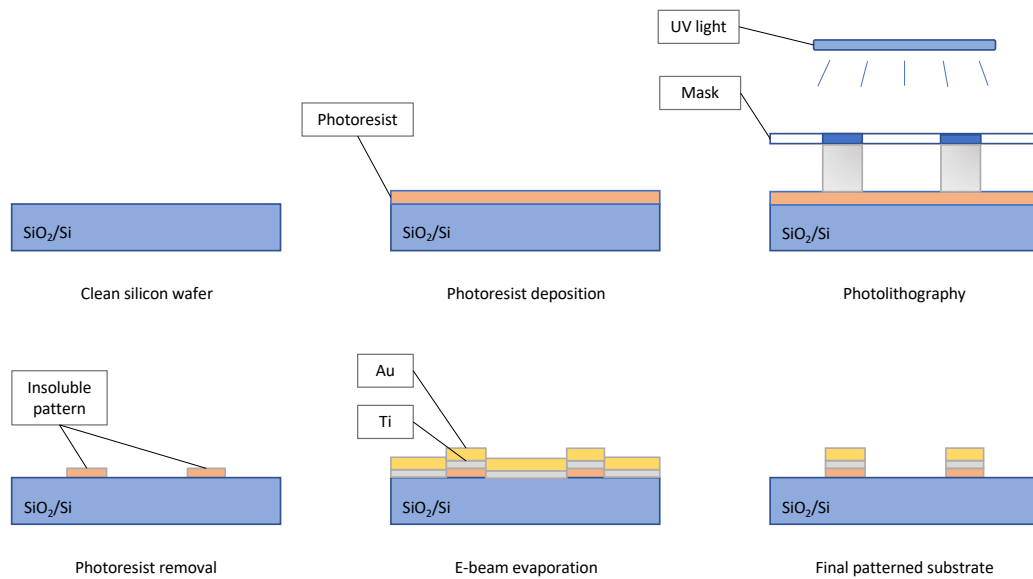 UV light
Mask
Photoresist
SiO₂/Si
SiO₂/Si
SiO₂/Si
Clean silicon wafer
Photoresist deposition
Photolithography
Insoluble
pattern
Au
Ti
SiO₂/Si
SiO₂/Si
SiO₂/Si
Photoresist removal
E-beam evaporation
Final patterned substrate